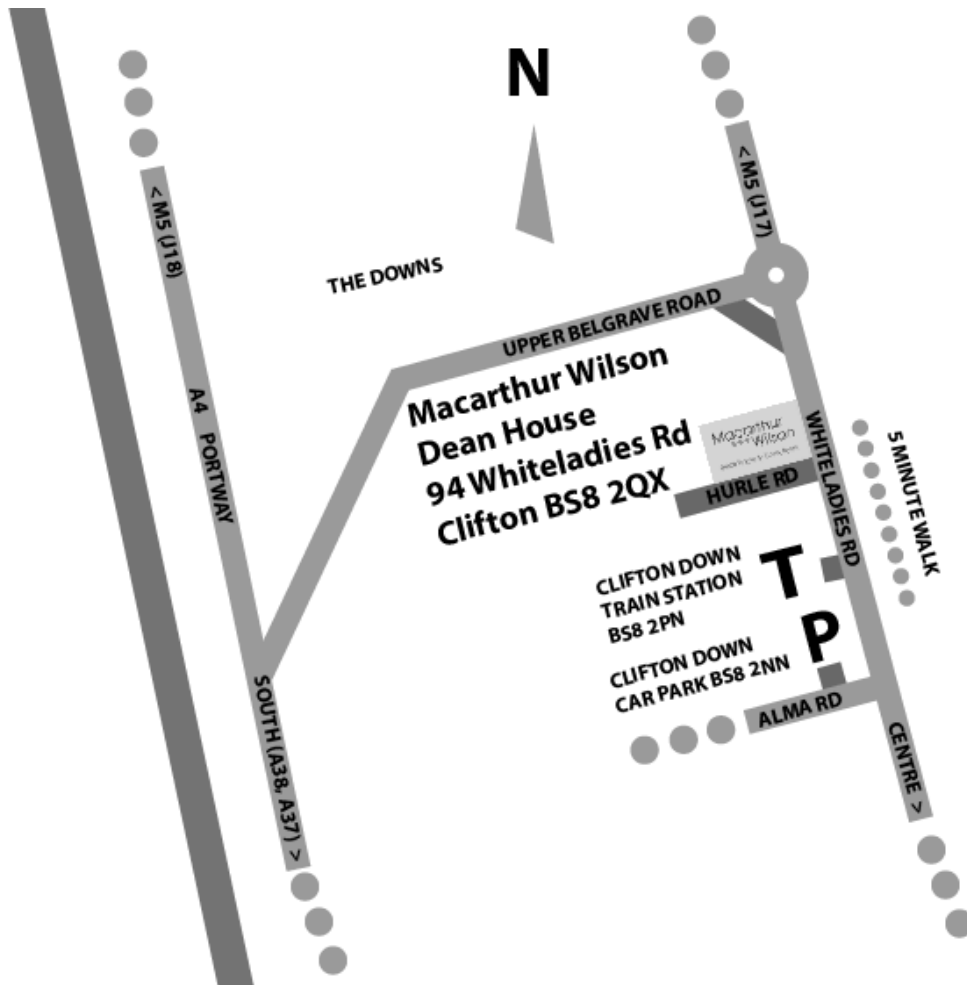 N
< M5 (J17)
< M5 (J18)
THE DOWNS
UPPER BELGRAVE ROAD
Macarthur Wilson
Dean House
94 Whiteladies Rd
Clifton BS8 2QX
Macarthur
Wilson
HURLE RD
A4 PORTWAY
WHITELADIES RD
5 MINUTE WALK
CLIFTON DOWN
TRAIN STATION
BS8 2PN
T
P
CLIFTON DOWN
CAR PARK BS8 2NN
ALMA RD
SOUTH (A38, A37) >
CENTRE >